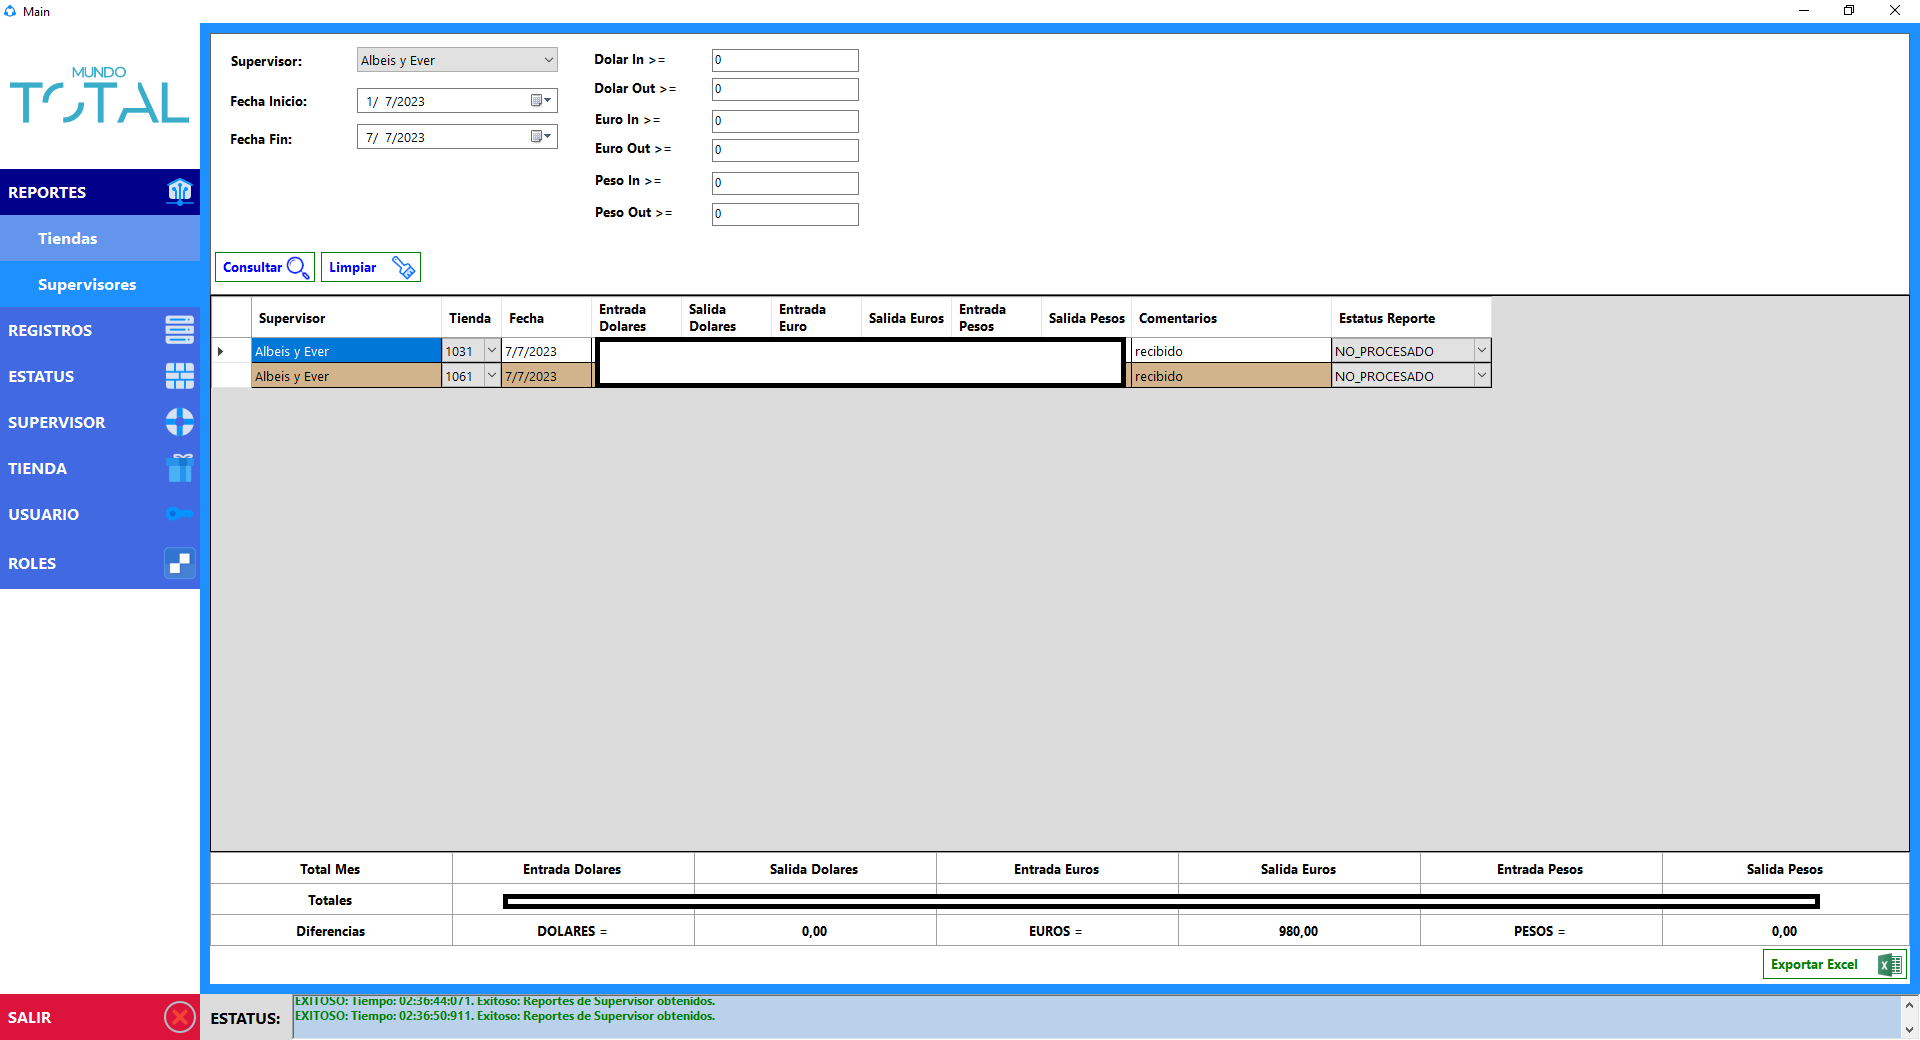 Main
MUNDO
TOTAL
REPORTES
Tiendas
Supervisores
REGISTROS
ESTATUS
SUPERVISOR
TIENDA
USUARIO
ROLES
SALIR
Supervisor: Albeis y Ever
Fecha Inicio: 1/ 7/2023
Fecha Fin: 7/ 7/2023
Dolar In >= 0
Dolar Out >= 0
Euro In >= 0
Euro Out >= 0
Peso In >= 0
Peso Out >= 0
Consultar Limpiar
Supervisor Tienda Fecha Entrada Dolares Salida Dolares Entrada Euro Salida Euros Entrada Pesos Salida Pesos Comentarios Estatus Reporte
Albeis y Ever 1031 7/7/2023 recibido NO_PROCESADO
Albeis y Ever 1061 7/7/2023 recibido NO_PROCESADO
Total Mes Entrada Dolares Salida Dolares Entrada Euros Salida Euros Entrada Pesos Salida Pesos
Totales
Diferencias DOLARES = 0,00 EUROS = 980,00 PESOS = 0,00
Exportar Excel
ESTATUS:
EXITOSO: Tiempo: 02:36:44:071. Exitoso: Reportes de Supervisor obtenidos.
EXITOSO: Tiempo: 02:36:50:911. Exitoso: Reportes de Supervisor obtenidos.